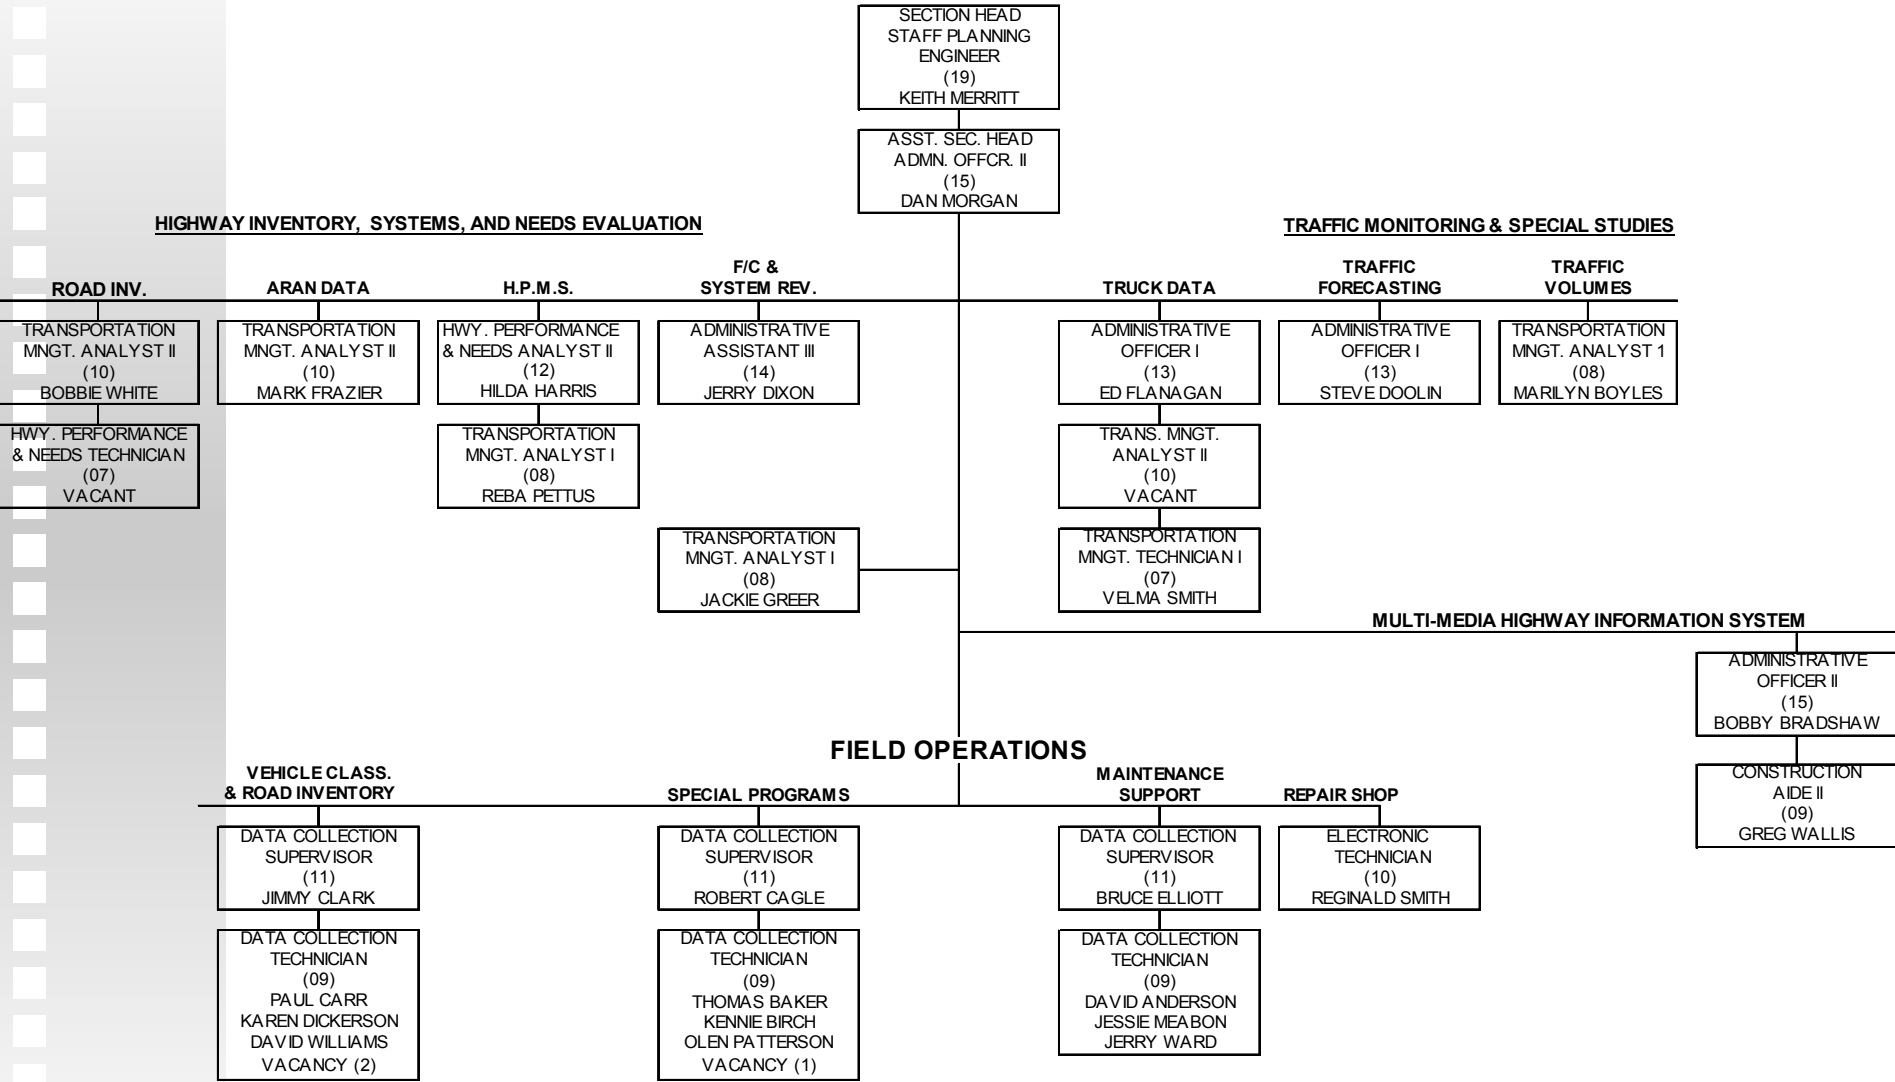 SECTION HEAD
STAFF PLANNING
ENGINEER
(19)
KEITH MERRITT
ASST. SEC. HEAD
ADMN. OFFCR. II
(15)
DAN MORGAN
HIGHWAY INVENTORY, SYSTEMS, AND NEEDS EVALUATION
ROAD INV.
TRANSPORTATION
MNGT. ANALYST II
(10)
BOBBIE WHITE
HWY. PERFORMANCE
& NEEDS TECHNICIAN
(07)
VACANT
ARAN DATA
TRANSPORTATION
MNGT. ANALYST II
(10)
MARK FRAZIER
H.P.M.S.
HWY. PERFORMANCE
& NEEDS ANALYST II
(12)
HILDA HARRIS
TRANSPORTATION
MNGT. ANALYST I
(08)
REBA PETTUS
F/C &
SYSTEM REV.
ADMINISTRATIVE
ASSISTANT III
(14)
JERRY DIXON
TRANSPORTATION
MNGT. ANALYST I
(08)
JACKIE GREER
TRAFFIC MONITORING & SPECIAL STUDIES
TRUCK DATA
ADMINISTRATIVE
OFFICER I
(13)
ED FLANAGAN
TRANS. MNGT.
ANALYST II
(10)
VACANT
TRANSPORTATION
MNGT. TECHNICIAN I
(07)
VELMA SMITH
TRAFFIC
FORECASTING
ADMINISTRATIVE
OFFICER I
(13)
STEVE DOOLIN
TRAFFIC
VOLUMES
TRANSPORTATION
MNGT. ANALYST 1
(08)
MARILYN BOYLES
MULTI-MEDIA HIGHWAY INFORMATION SYSTEM
ADMINISTRATIVE
OFFICER II
(15)
BOBBY BRADSHAW
CONSTRUCTION
AIDE II
(09)
GREG WALLIS
FIELD OPERATIONS
VEHICLE CLASS.
& ROAD INVENTORY
DATA COLLECTION
SUPERVISOR
(11)
JIMMY CLARK
DATA COLLECTION
TECHNICIAN
(09)
PAUL CARR
KAREN DICKERSON
DAVID WILLIAMS
VACANCY (2)
SPECIAL PROGRAMS
DATA COLLECTION
SUPERVISOR
(11)
ROBERT CAGLE
DATA COLLECTION
TECHNICIAN
(09)
THOMAS BAKER
KENNIE BIRCH
OLEN PATTERSON
VACANCY (1)
MAINTENANCE
SUPPORT
DATA COLLECTION
SUPERVISOR
(11)
BRUCE ELLIOTT
DATA COLLECTION
TECHNICIAN
(09)
DAVID ANDERSON
JESSIE MEABON
JERRY WARD
REPAIR SHOP
ELECTRONIC
TECHNICIAN
(10)
REGINALD SMITH